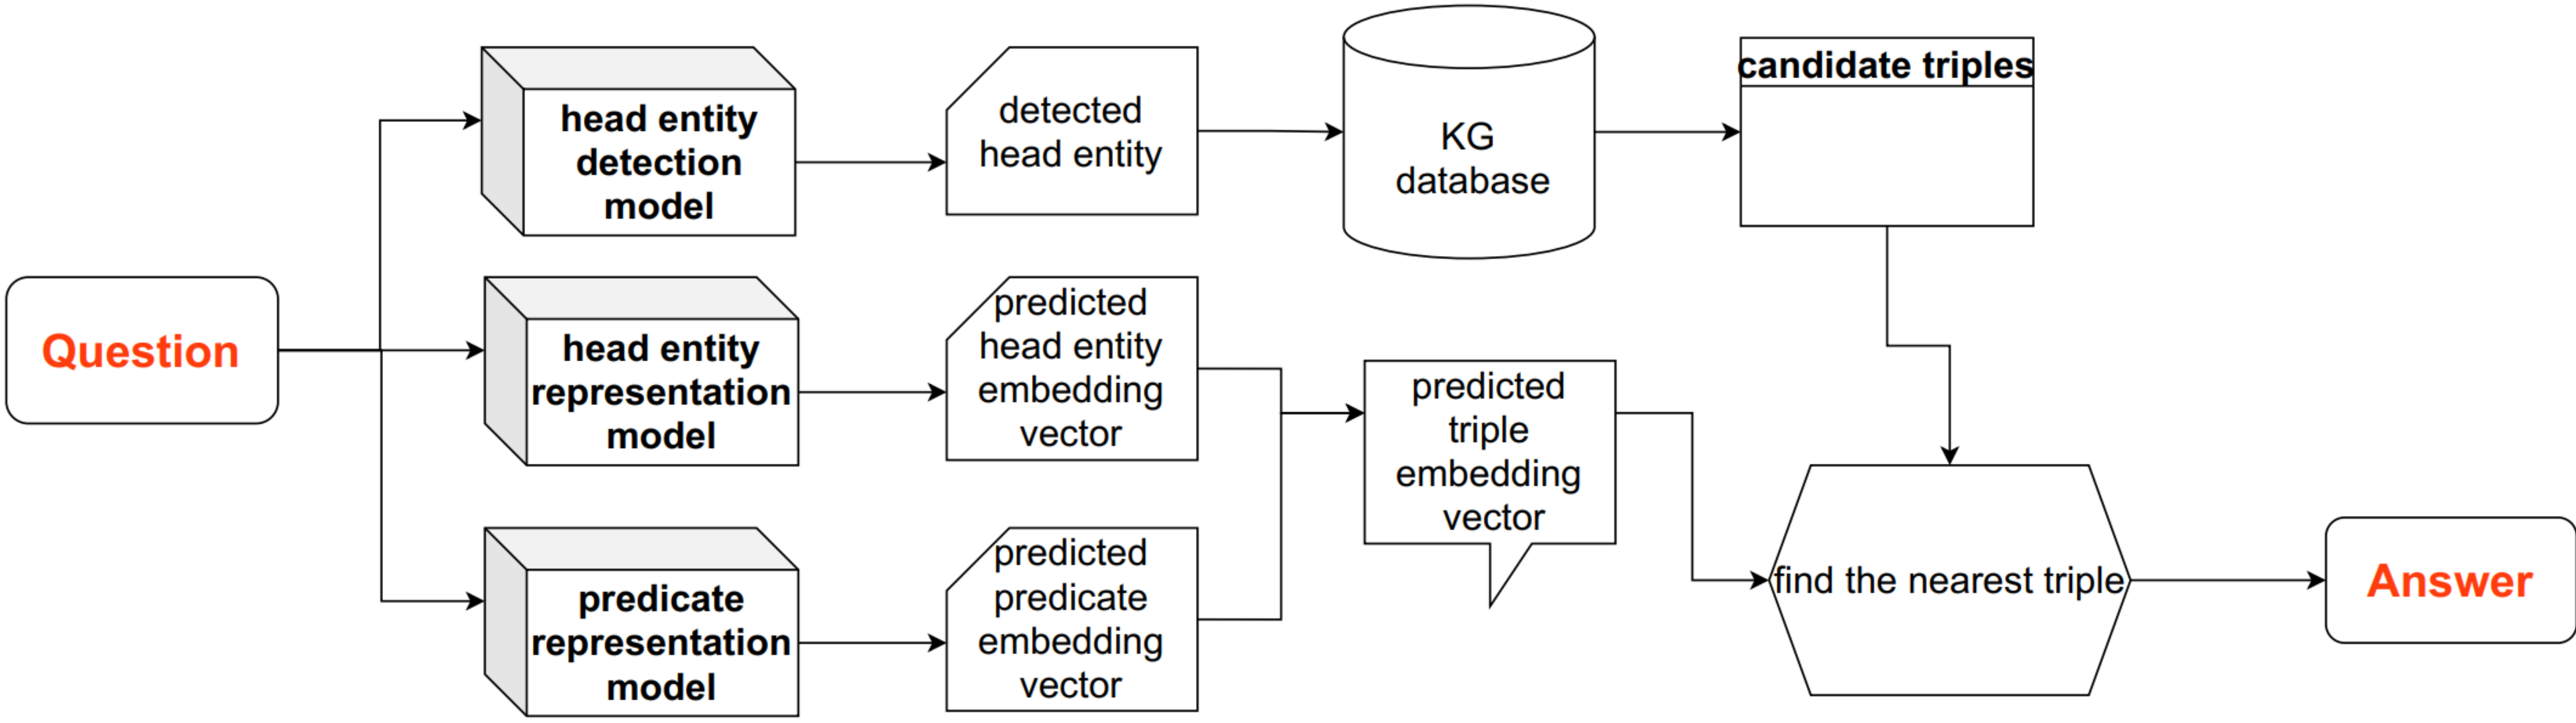 Question
head entity
detection
model
detected
head entity
KG
database
candidate triples
head entity
representation
model
predicted
head entity
embedding
vector
predicate
representation
model
predicted
predicate
embedding
vector
predicted
triple
embedding
vector
find the nearest triple
Answer